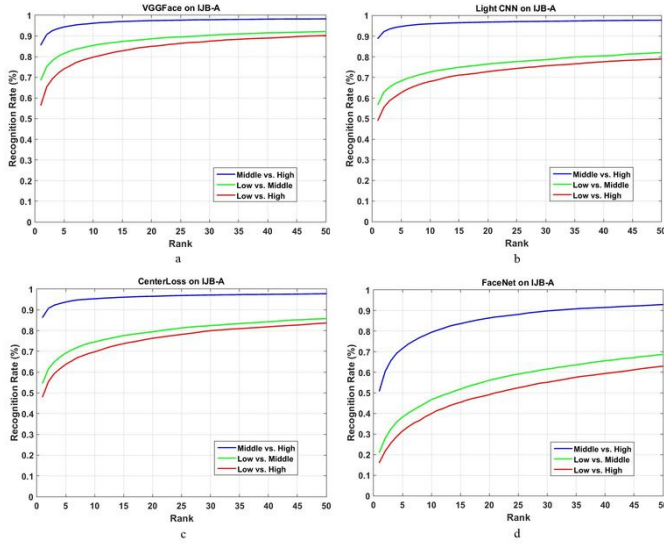 VGGFace on IJB-A
Recognition Rate (%)
1
0.9
0.8
0.7
0.6
0.5
0.4
0.3
0.2
0.1
0
Middle vs. High
Low vs. Middle
Low vs. High
0 5 10 15 20 25 30 35 40 45 50
Rank
a
Light CNN on IJB-A
Recognition Rate (%)
1
0.9
0.8
0.7
0.6
0.5
0.4
0.3
0.2
0.1
0
Middle vs. High
Low vs. Middle
Low vs. High
0 5 10 15 20 25 30 35 40 45 50
Rank
b
CenterLoss on IJB-A
Recognition Rate (%)
1
0.9
0.8
0.7
0.6
0.5
0.4
0.3
0.2
0.1
0
Middle vs. High
Low vs. Middle
Low vs. High
0 5 10 15 20 25 30 35 40 45 50
Rank
c
FaceNet on IJB-A
Recognition Rate (%)
1
0.9
0.8
0.7
0.6
0.5
0.4
0.3
0.2
0.1
0
Middle vs. High
Low vs. Middle
Low vs. High
0 5 10 15 20 25 30 35 40 45 50
Rank
d